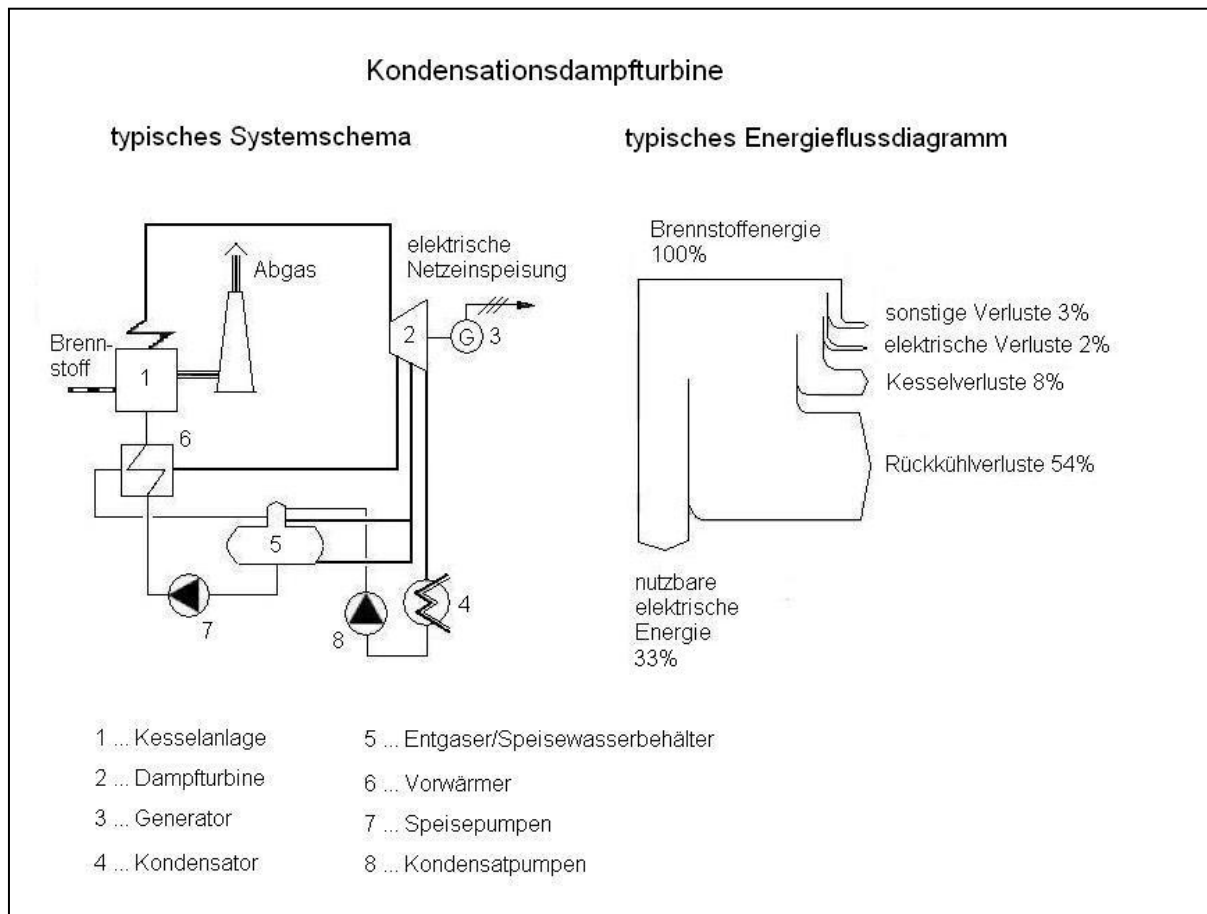 Kondensationsdampfturbine
typisches Systemschema
typisches Energieflussdiagramm
Abgas
elektrische
Netzeinspeisung
Brenn-
stoff
1
2
G
3
6
5
4
7
8
Brennstoffenergie
100%
sonstige Verluste 3%
elektrische Verluste 2%
Kesselverluste 8%
Rückkühlverluste 54%
nutzbare
elektrische
Energie
33%
1 ... Kesselanlage
2 ... Dampfturbine
3 ... Generator
4 ... Kondensator
5 ... Entgaser/Speisewasserbehälter
6 ... Vorwärmer
7 ... Speisepumpen
8 ... Kondensatpumpen